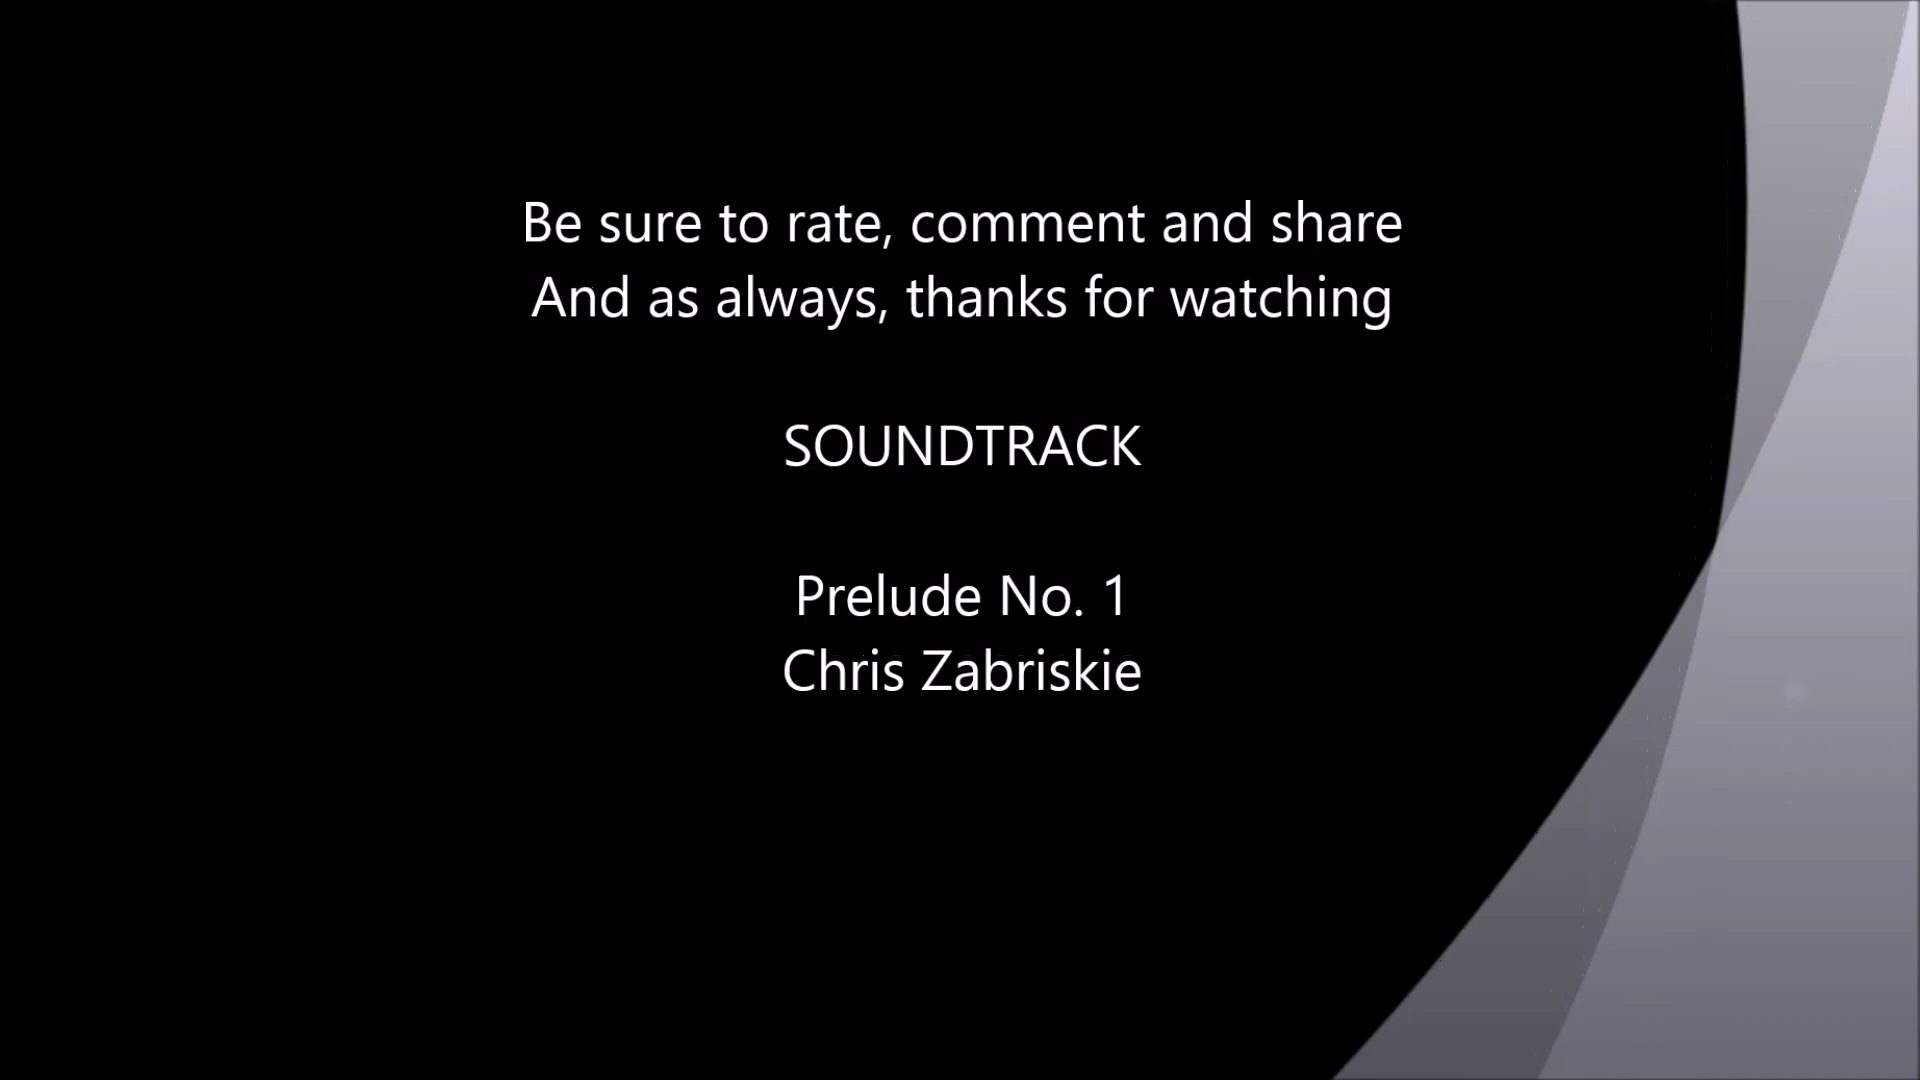 Be sure to rate, comment and share
And as always, thanks for watching
SOUNDTRACK
Prelude No. 1
Chris Zabriskie